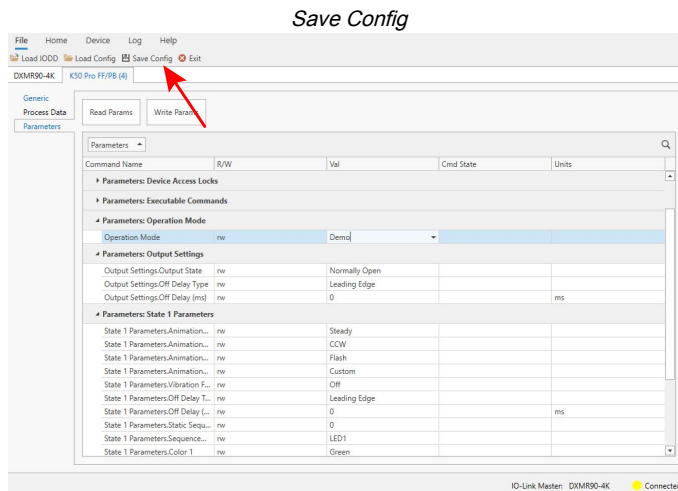 Save Config
File Home Device Log Help
Load IODD Load Config Save Config Exit
DXMR90-4K K50 Pro FF/PB (4)
Generic
Process Data
Parameters
Read Params Write Params
Parameters
Command Name R/W Val Cmd State Units
Parameters: Device Access Locks
Parameters: Executable Commands
Parameters: Operation Mode
Operation Mode rw Demo
Parameters: Output Settings
Output Settings.Output State rw Normally Open
Output Settings.Off Delay Type rw Leading Edge
Output Settings.Off Delay (ms) rw 0 ms
Parameters: State 1 Parameters
State 1 Parameters.Animation... rw Steady
State 1 Parameters.Animation... rw CCW
State 1 Parameters.Animation... rw Flash
State 1 Parameters.Animation... rw Custom
State 1 Parameters.Vibration F... rw Off
State 1 Parameters.Off Delay T... rw Leading Edge
State 1 Parameters.Off Delay (... rw 0 ms
State 1 Parameters.Static Sequ... rw 0
State 1 Parameters.Sequence... rw LED1
State 1 Parameters.Color 1 rw Green
IO-Link Master: DXMR90-4K Connecte